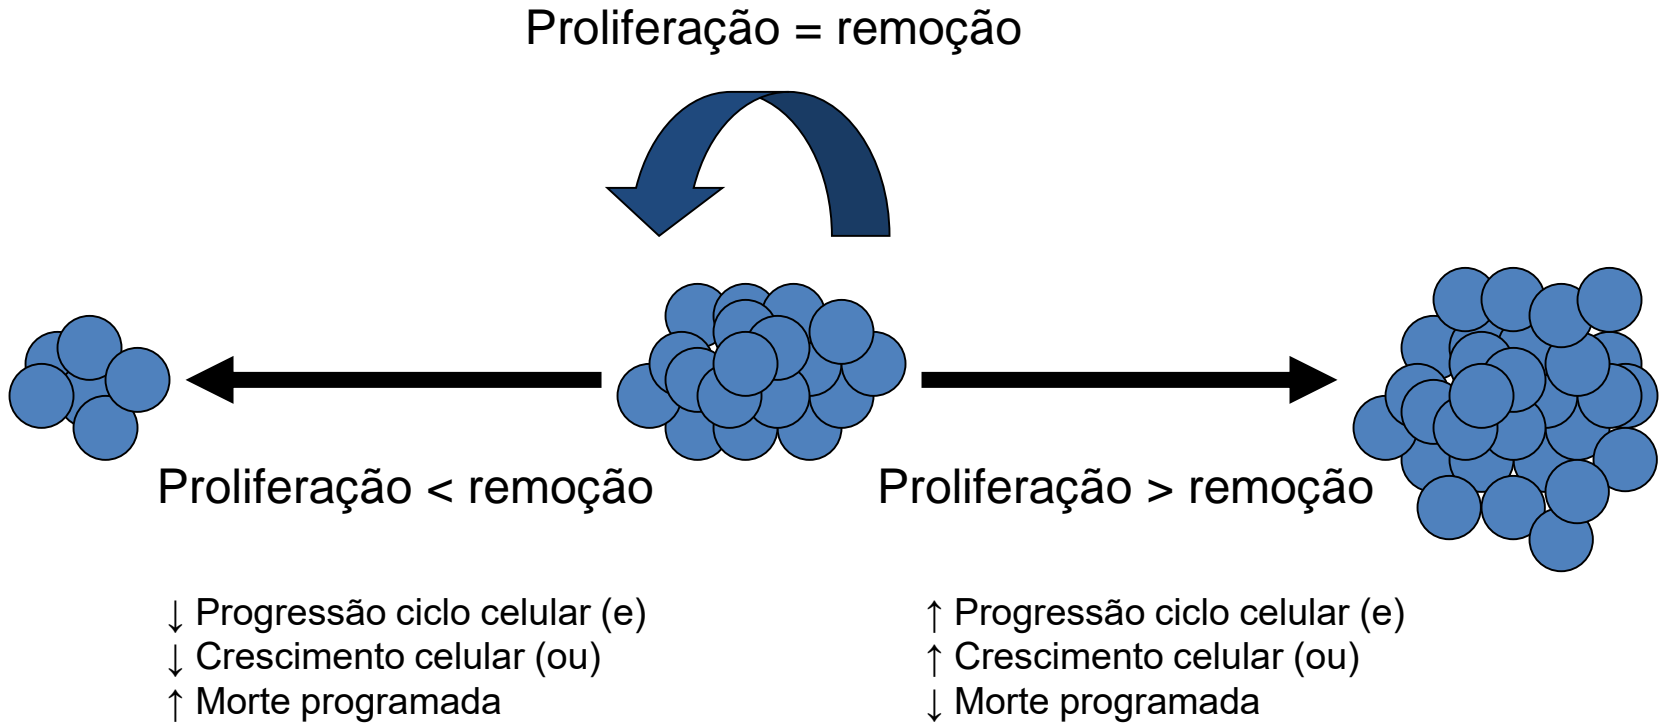 Proliferação = remoção
Proliferação < remoção
Proliferação > remoção
↓ Progressão ciclo celular (e)
↓ Crescimento celular (ou)
↑ Morte programada
↑ Progressão ciclo celular (e)
↑ Crescimento celular (ou)
↓ Morte programada